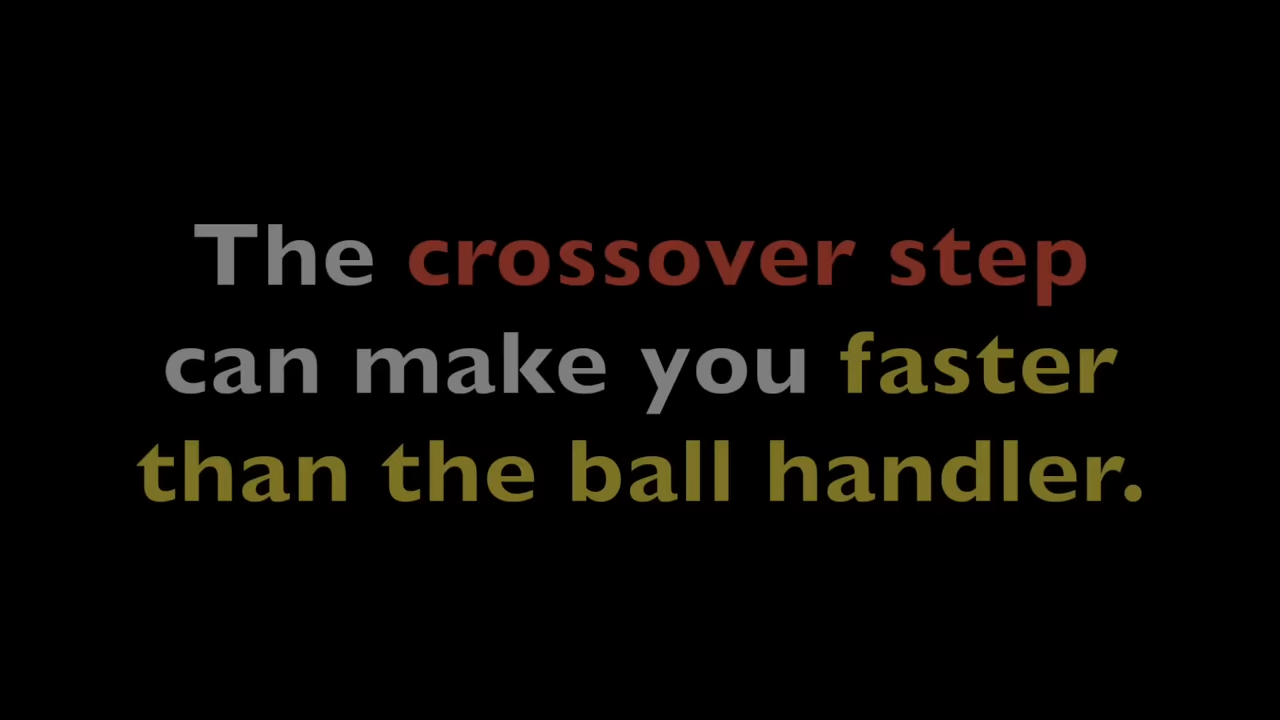 The crossover step
can make you faster
than the ball handler.